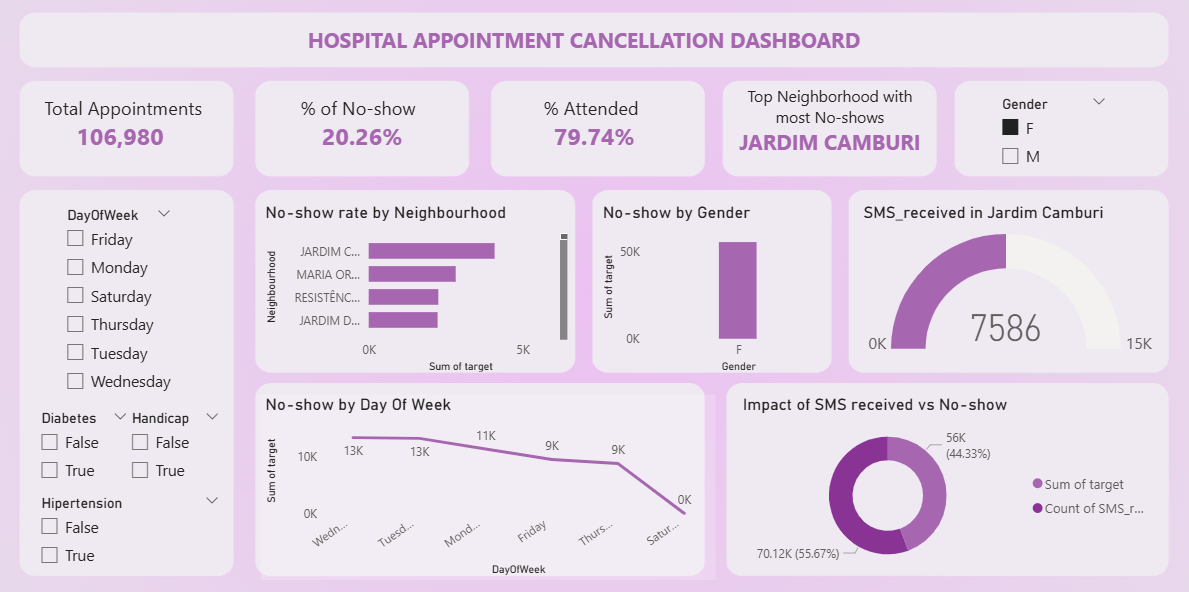 HOSPITAL APPOINTMENT CANCELLATION DASHBOARD
Total Appointments
106,980
% of No-show
20.26%
% Attended
79.74%
Top Neighborhood with
most No-shows
JARDIM CAMBURI
Gender
F
M
DayOfWeek
Friday
Monday
Saturday
Thursday
Tuesday
Wednesday
Diabetes
False
True
Handicap
False
True
Hipertension
False
True
No-show rate by Neighbourhood
Neighbourhood
JARDIM C...
MARIA OR...
RESISTÊNC...
JARDIM D...
0K 5K
Sum of target
No-show by Gender
Sum of target
50K
0K
F
Gender
SMS_received in Jardim Camburi
7586
0K 15K
No-show by Day Of Week
Sum of target
10K
0K
13K 13K 11K 9K 9K 0K
Wedn... Tuesd... Mond... Friday Thurs... Satur...
DayOfWeek
Impact of SMS received vs No-show
56K
(44.33%)
70.12K (55.67%)
Sum of target
Count of SMS_r...